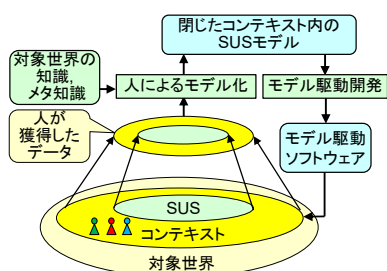 閉じたコンテキスト内の
SUSモデル
対象世界の
知識,
メタ知識
人によるモデル化
モデル駆動開発
人が
獲得した
データ
モデル駆動
ソフトウェア
SUS
コンテキスト
対象世界